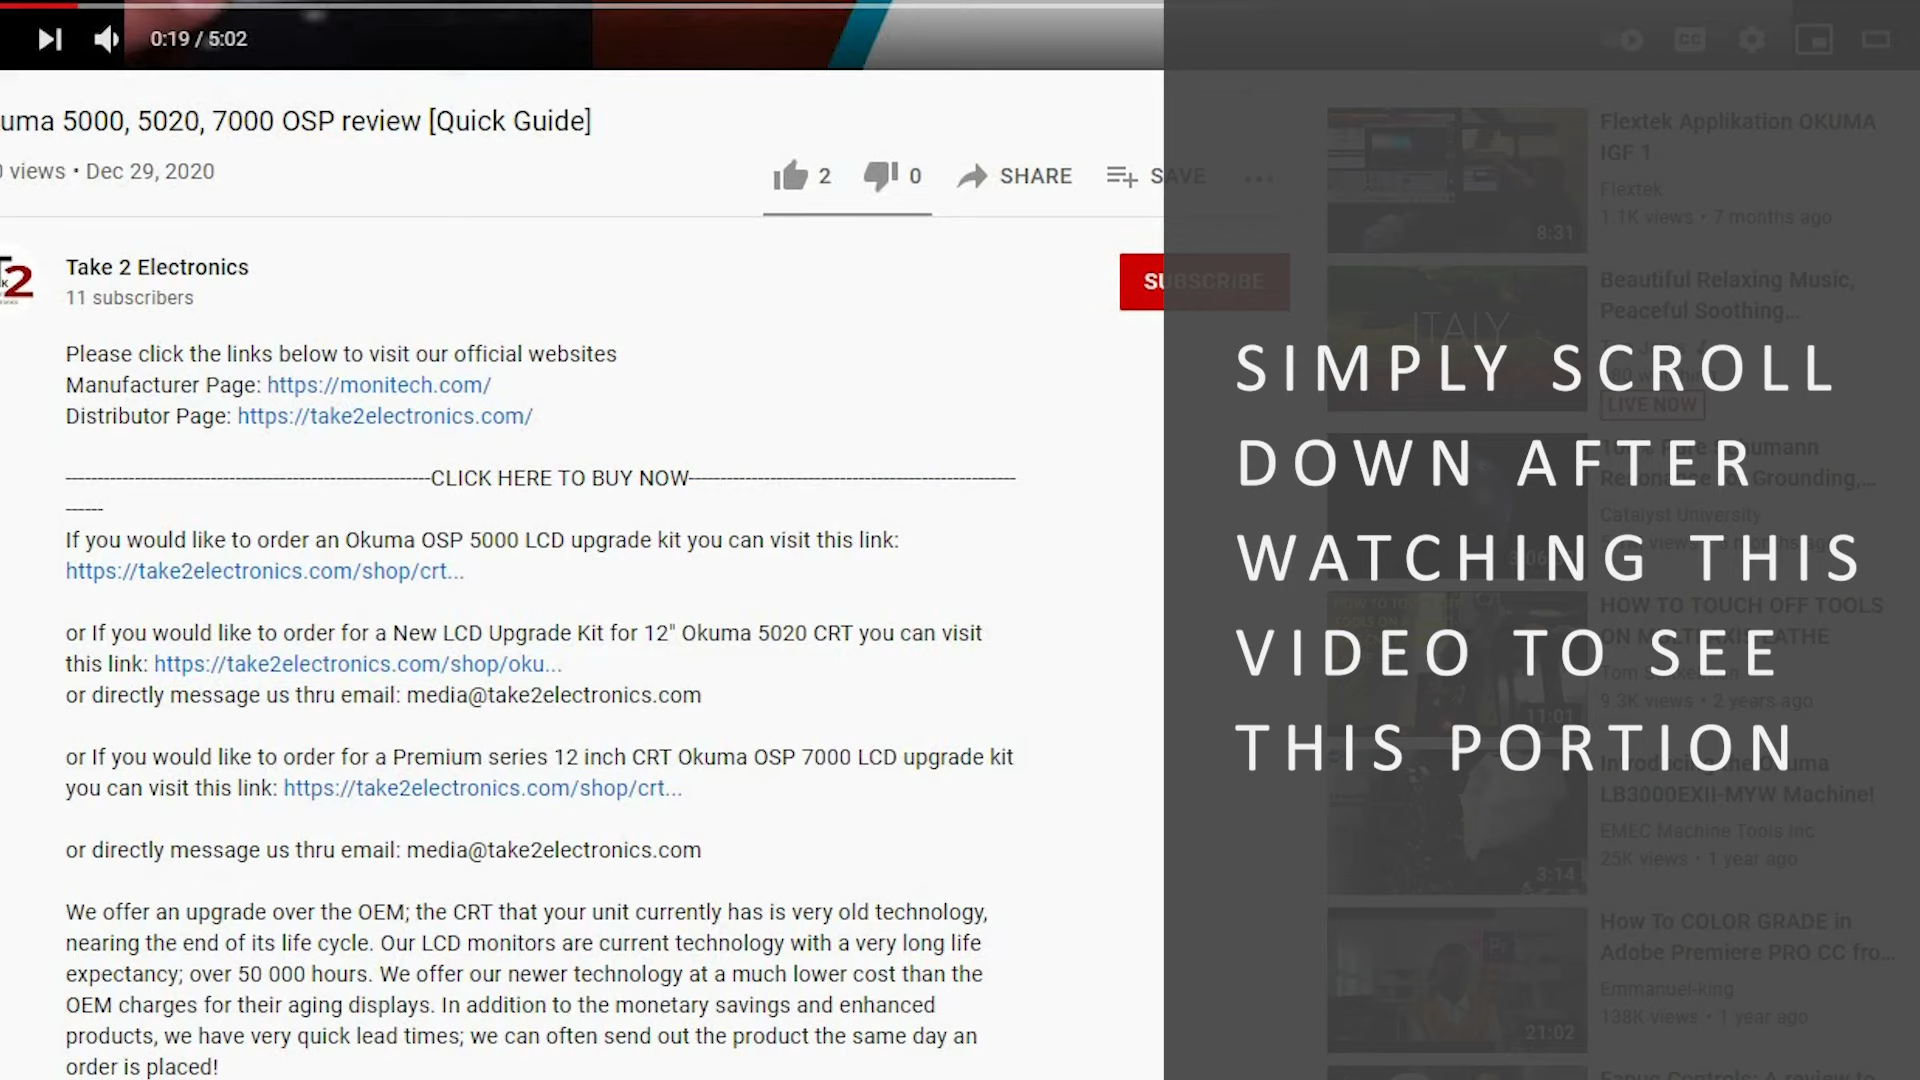 0:19 / 5:02
uma 5000, 5020, 7000 OSP review [Quick Guide]
views • Dec 29, 2020
2
0
SHARE
SAVE
Take 2 Electronics
11 subscribers
SUBSCRIBE
Please click the links below to visit our official websites
Manufacturer Page: https://monitech.com/
Distributor Page: https://take2electronics.com/
----------------------------------------------------------CLICK HERE TO BUY NOW----------------------------------------------------
------
If you would like to order an Okuma OSP 5000 LCD upgrade kit you can visit this link:
https://take2electronics.com/shop/crt...
or If you would like to order for a New LCD Upgrade Kit for 12" Okuma 5020 CRT you can visit
this link: https://take2electronics.com/shop/oku...
or directly message us thru email: media@take2electronics.com
or If you would like to order for a Premium series 12 inch CRT Okuma OSP 7000 LCD upgrade kit
you can visit this link: https://take2electronics.com/shop/crt...
or directly message us thru email: media@take2electronics.com
We offer an upgrade over the OEM; the CRT that your unit currently has is very old technology,
nearing the end of its life cycle. Our LCD monitors are current technology with a very long life
expectancy; over 50 000 hours. We offer our newer technology at a much lower cost than the
OEM charges for their aging displays. In addition to the monetary savings and enhanced
products, we have very quick lead times; we can often send out the product the same day an
order is placed!
SIMPLY SCROLL
DOWN AFTER
WATCHING THIS
VIDEO TO SEE
THIS PORTION
CC
Flextek Applikation OKUMA
IGF 1
Flextek
1.1K views • 7 months ago
8:31
Beautiful Relaxing Music,
Peaceful Soothing...
ITALY
LIVE NOW
Grounding,...
Catalyst University
HOW TO TOUCH OFF TOOLS
ON MULTI AXIS LATHE
9.3K views • 2 years ago
11:01
LB3000EXII-MYW Machine!
EMEC Machine Tools Inc
25K views • 1 year ago
3:14
How To COLOR GRADE in
Adobe Premiere PRO CC fro...
Emmanuel-king
138K views • 1 year ago
21:02